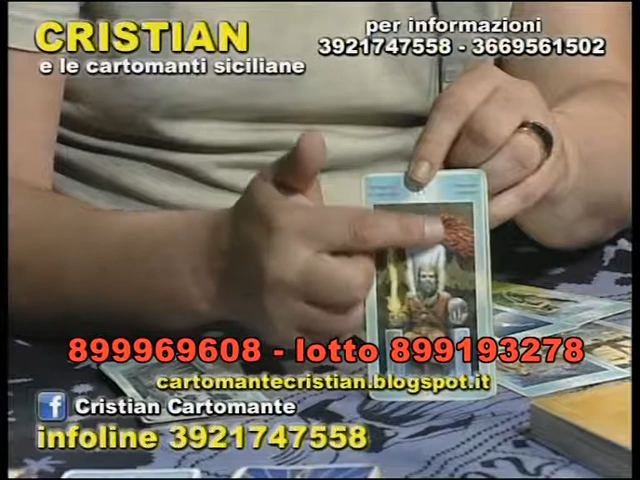 CRISTIAN
e le cartomanti siciliane
per informazioni
3921747558 - 3669561502
899969608 - lotto 899193278
cartomantecristian.blogspot.it
f Cristian Cartomante
infoline 3921747558